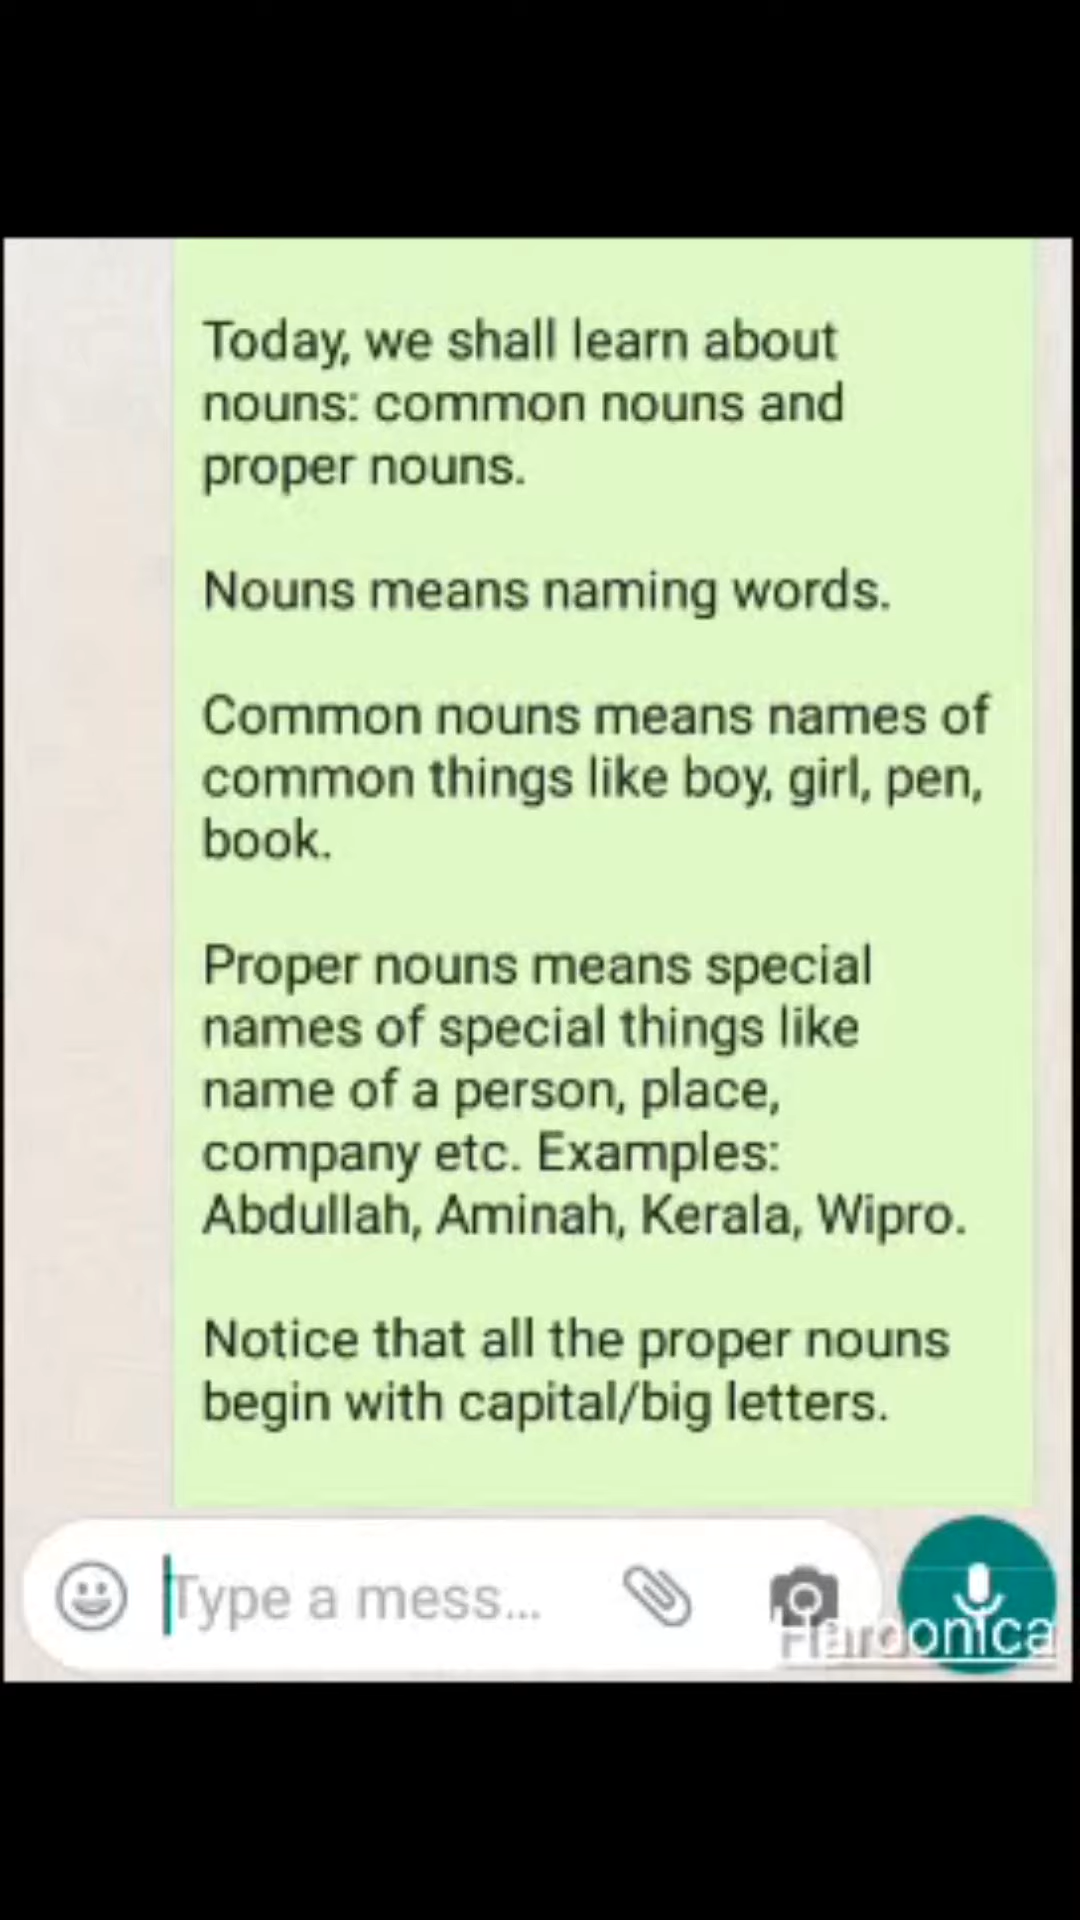 Today, we shall learn about
nouns: common nouns and
proper nouns.
Nouns means naming words.
Common nouns means names of
common things like boy, girl, pen,
book.
Proper nouns means special
names of special things like
name of a person, place,
company etc. Examples:
Abdullah, Aminah, Kerala, Wipro.
Notice that all the proper nouns
begin with capital/big letters.
Type a mess...